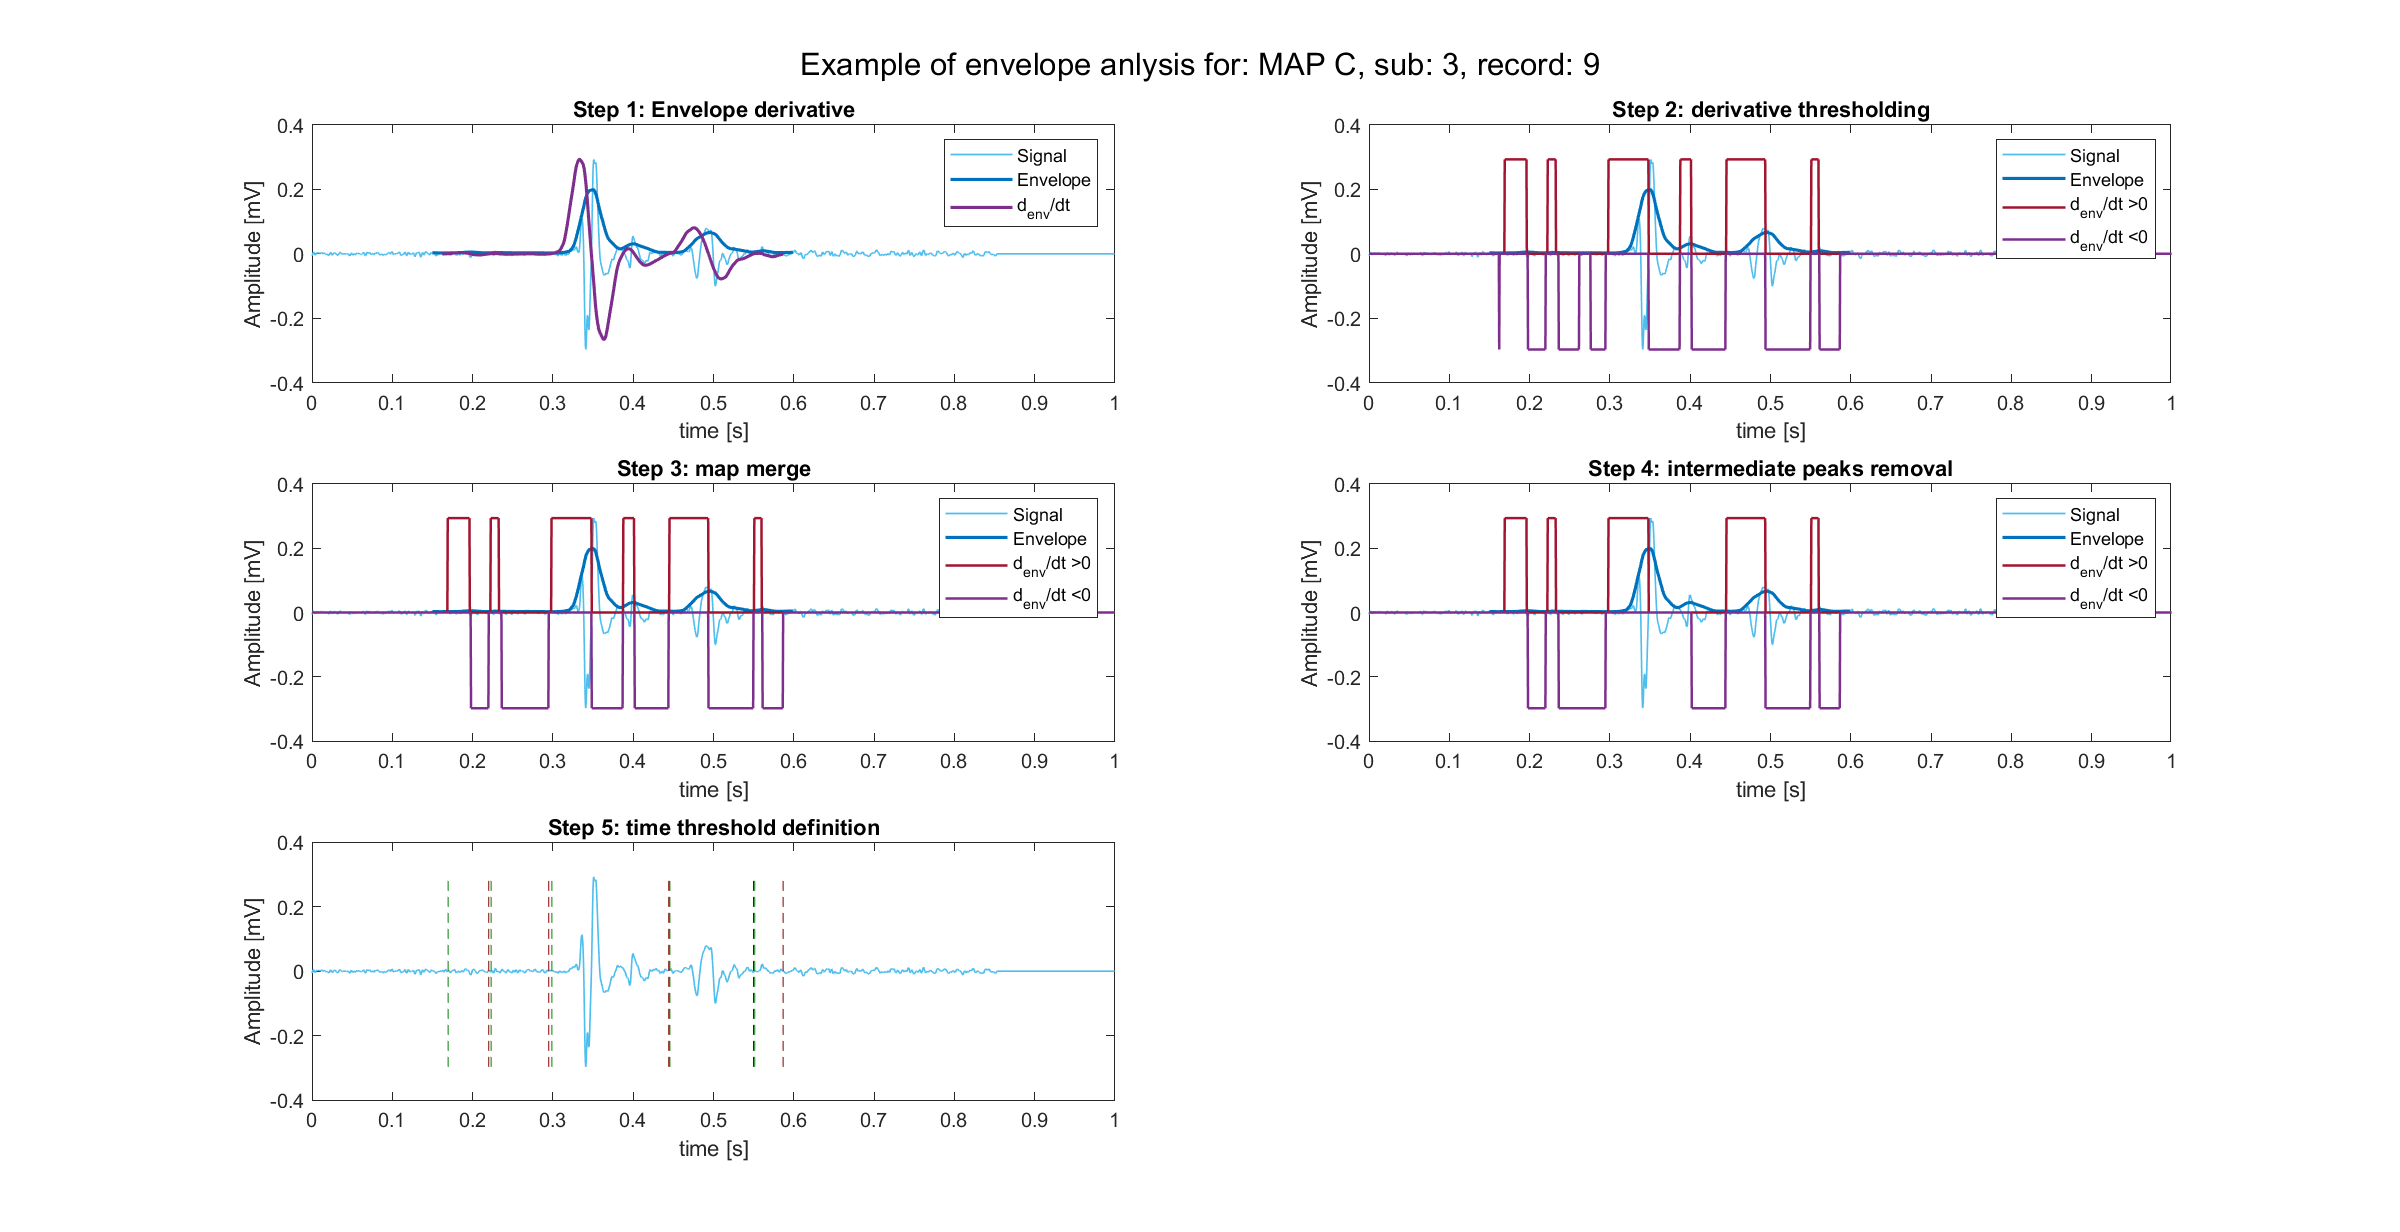 Example of envelope anlysis for: MAP C, sub: 3, record: 9
Step 1: Envelope derivative
Amplitude [mV]
0.4
0.2
0
-0.2
-0.4
0 0.1 0.2 0.3 0.4 0.5 0.6 0.7 0.8 0.9 1
time [s]
Signal
Envelope
d_env/dt
Step 2: derivative thresholding
Amplitude [mV]
0.4
0.2
0
-0.2
-0.4
0 0.1 0.2 0.3 0.4 0.5 0.6 0.7 0.8 0.9 1
time [s]
Signal
Envelope
d_env/dt >0
d_env/dt <0
Step 3: map merge
Amplitude [mV]
0.4
0.2
0
-0.2
-0.4
0 0.1 0.2 0.3 0.4 0.5 0.6 0.7 0.8 0.9 1
time [s]
Signal
Envelope
d_env/dt >0
d_env/dt <0
Step 4: intermediate peaks removal
Amplitude [mV]
0.4
0.2
0
-0.2
-0.4
0 0.1 0.2 0.3 0.4 0.5 0.6 0.7 0.8 0.9 1
time [s]
Signal
Envelope
d_env/dt >0
d_env/dt <0
Step 5: time threshold definition
Amplitude [mV]
0.4
0.2
0
-0.2
-0.4
0 0.1 0.2 0.3 0.4 0.5 0.6 0.7 0.8 0.9 1
time [s]